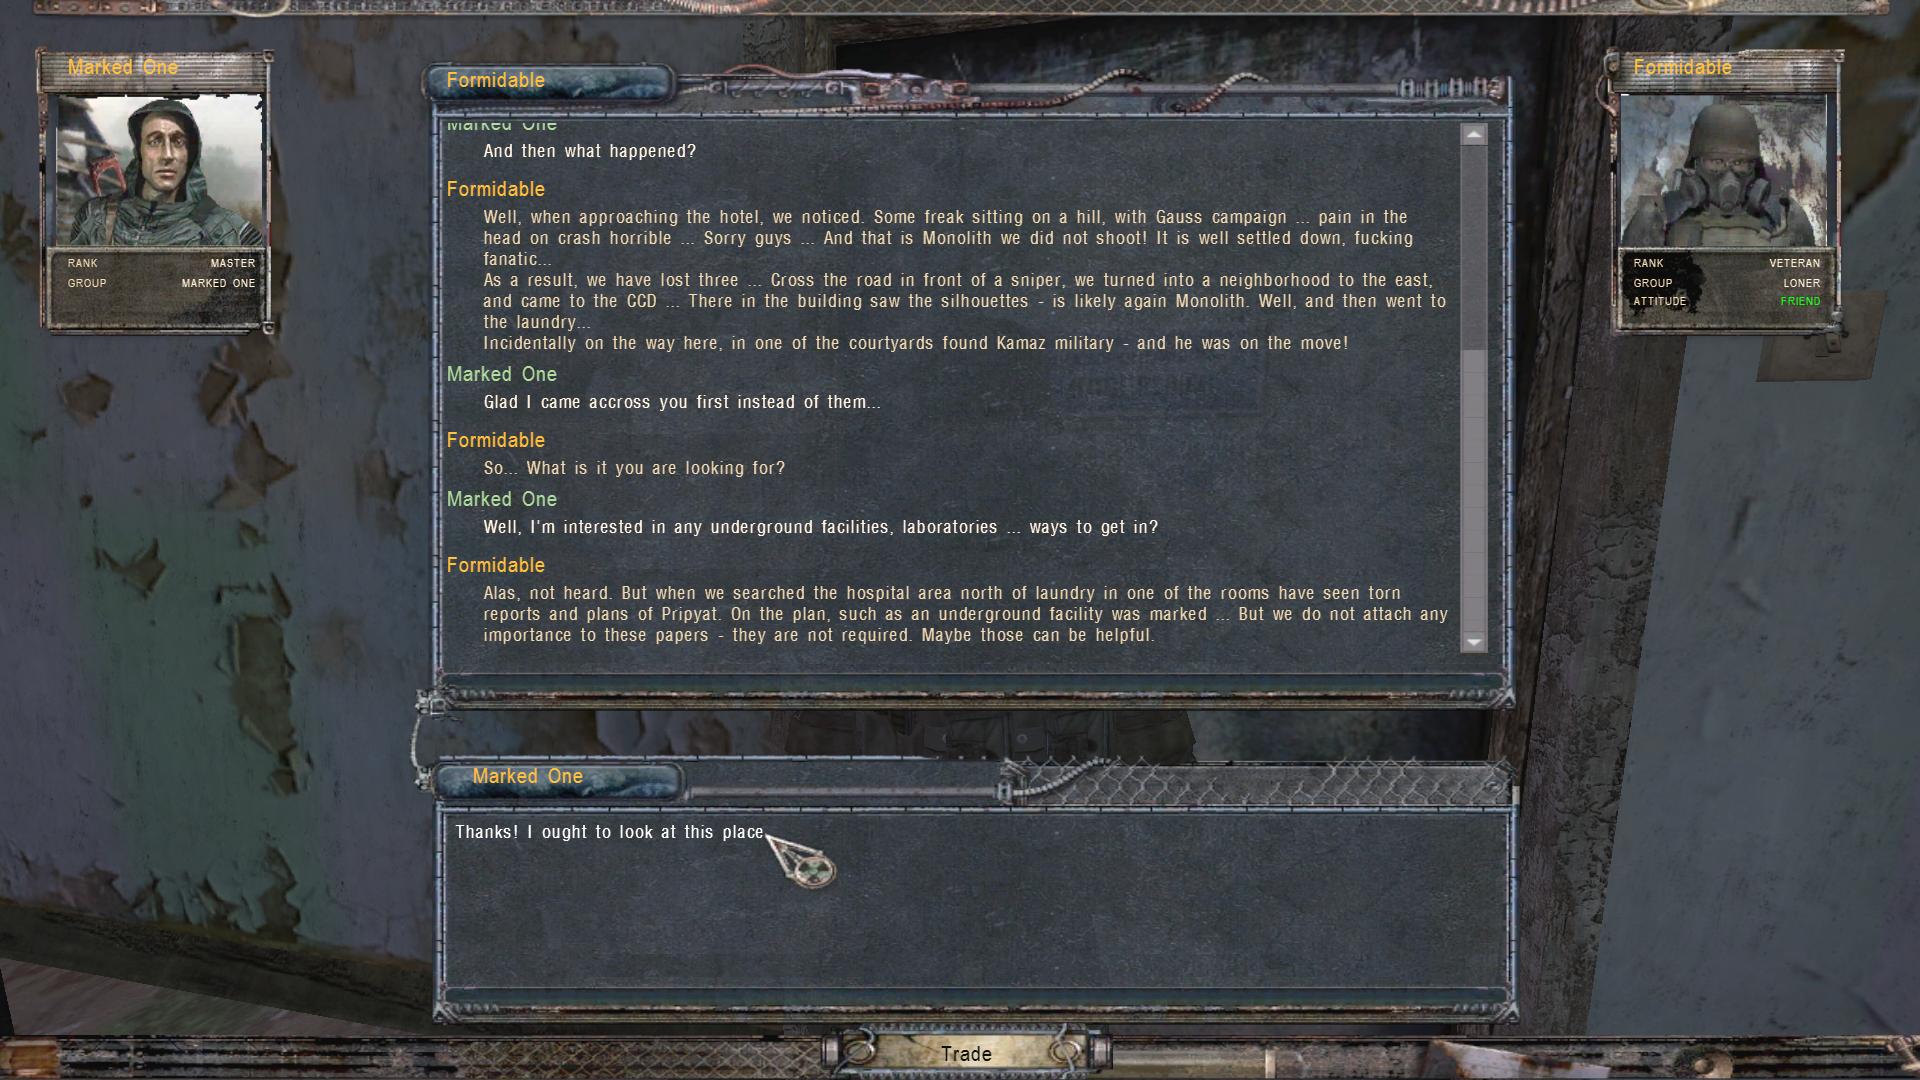 Marked One
Formidable
Formidable
Marked One
And then what happened?
Formidable
Well, when approaching the hotel, we noticed. Some freak sitting on a hill, with Gauss campaign ... pain in the
head on crash horrible ... Sorry guys ... And that is Monolith we did not shoot! It is well settled down, fucking
fanatic...
As a result, we have lost three ... Cross the road in front of a sniper, we turned into a neighborhood to the east,
and came to the CCD ... There in the building saw the silhouettes - is likely again Monolith. Well, and then went to
the laundry...
Incidentally on the way here, in one of the courtyards found Kamaz military - and he was on the move!
Marked One
Glad I came accross you first instead of them...
Formidable
So... What is it you are looking for?
Marked One
Well, I'm interested in any underground facilities, laboratories ... ways to get in?
Formidable
Alas, not heard. But when we searched the hospital area north of laundry in one of the rooms have seen torn
reports and plans of Pripyat. On the plan, such as an underground facility was marked ... But we do not attach any
importance to these papers - they are not required. Maybe those can be helpful.
RANK MASTER
GROUP MARKED ONE
RANK VETERAN
GROUP LONER
ATTITUDE FRIEND
Marked One
Thanks! I ought to look at this place
Trade